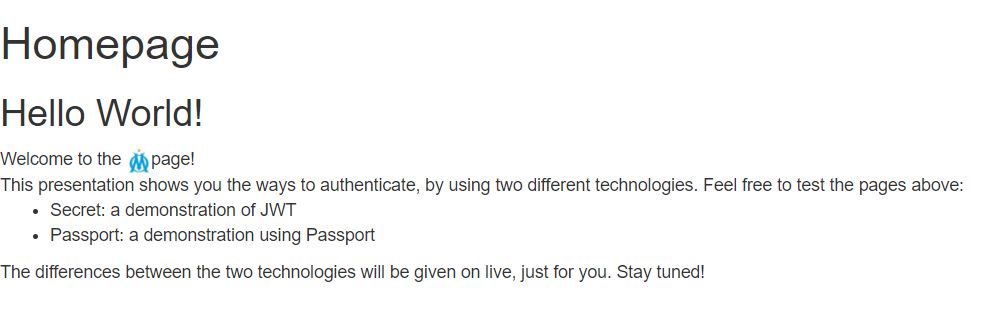 Homepage
Hello World!
Welcome to the page!
This presentation shows you the ways to authenticate, by using two different technologies. Feel free to test the pages above:
• Secret: a demonstration of JWT
• Passport: a demonstration using Passport
The differences between the two technologies will be given on live, just for you. Stay tuned!